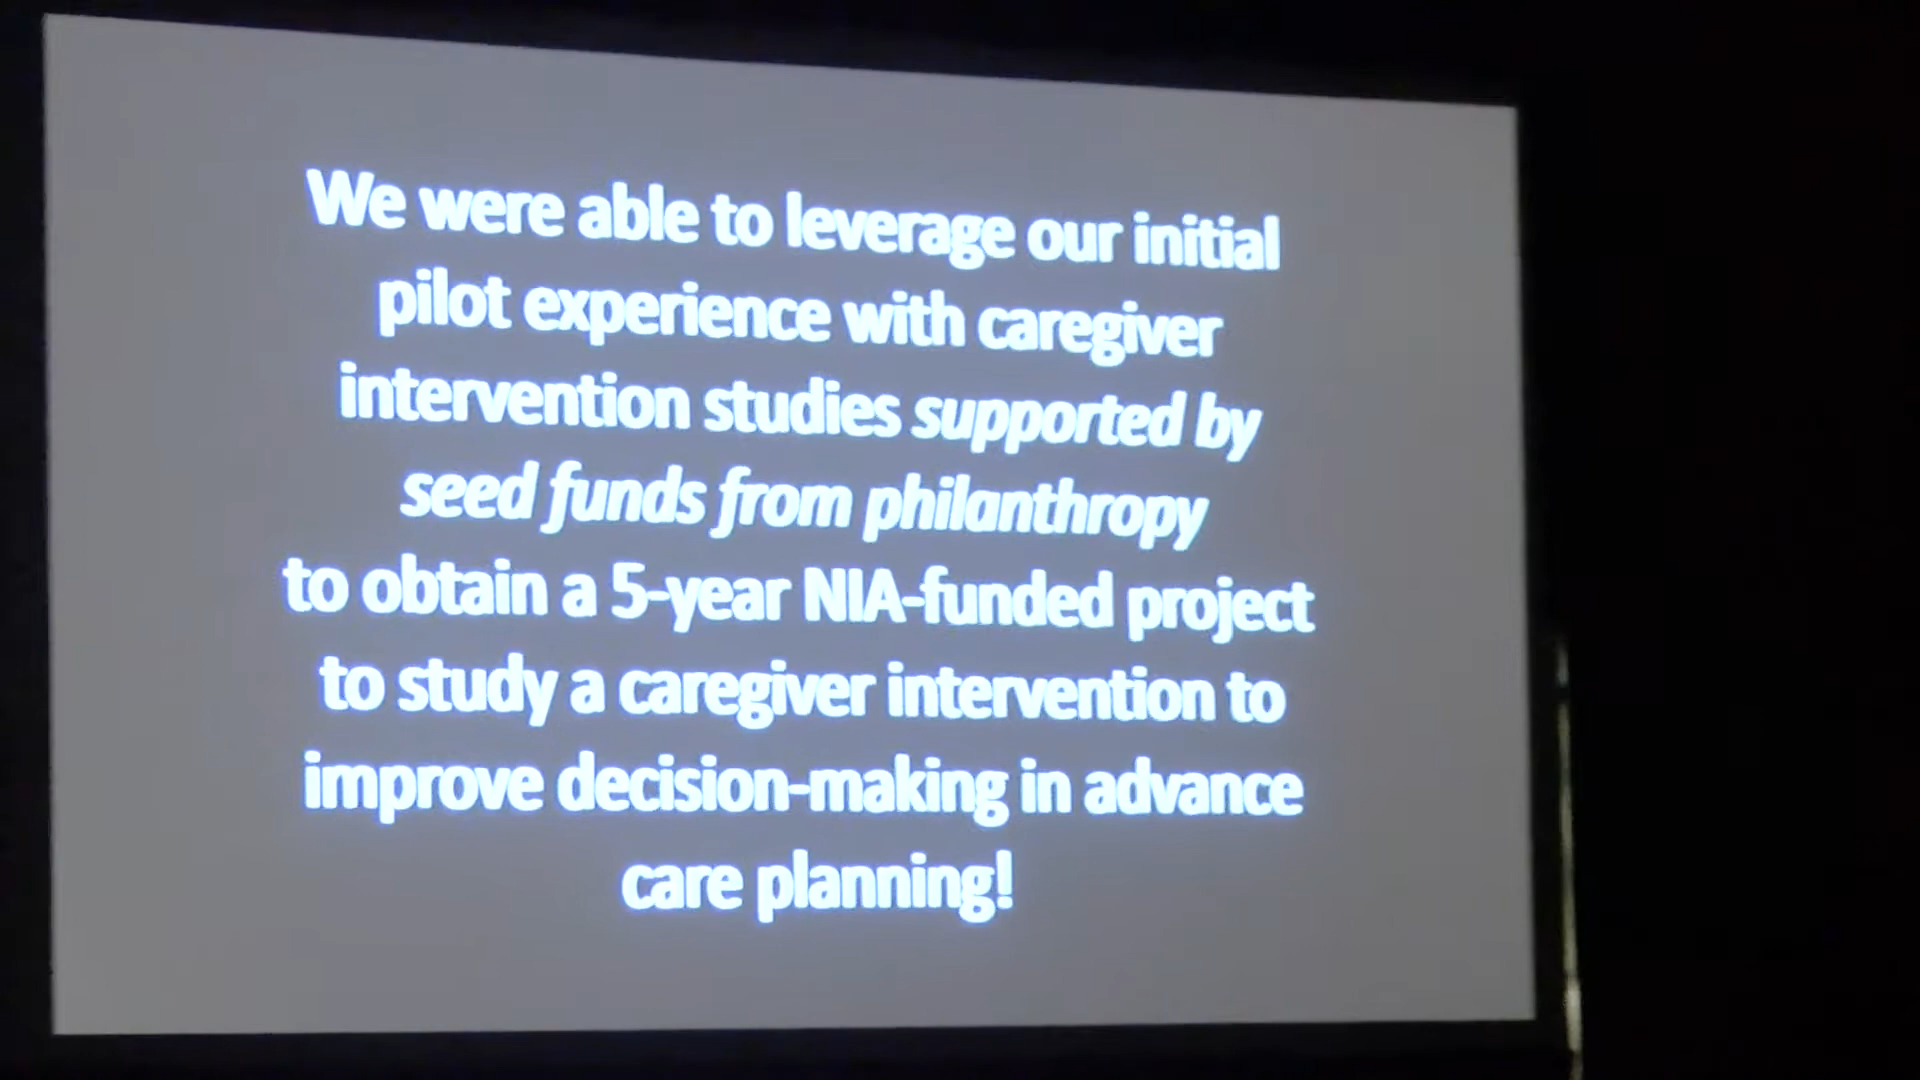 We were able to leverage our initial
pilot experience with caregiver
intervention studies supported by
seed funds from philanthropy
to obtain a 5-year NIA-funded project
to study a caregiver intervention to
improve decision-making in advance
care planning!